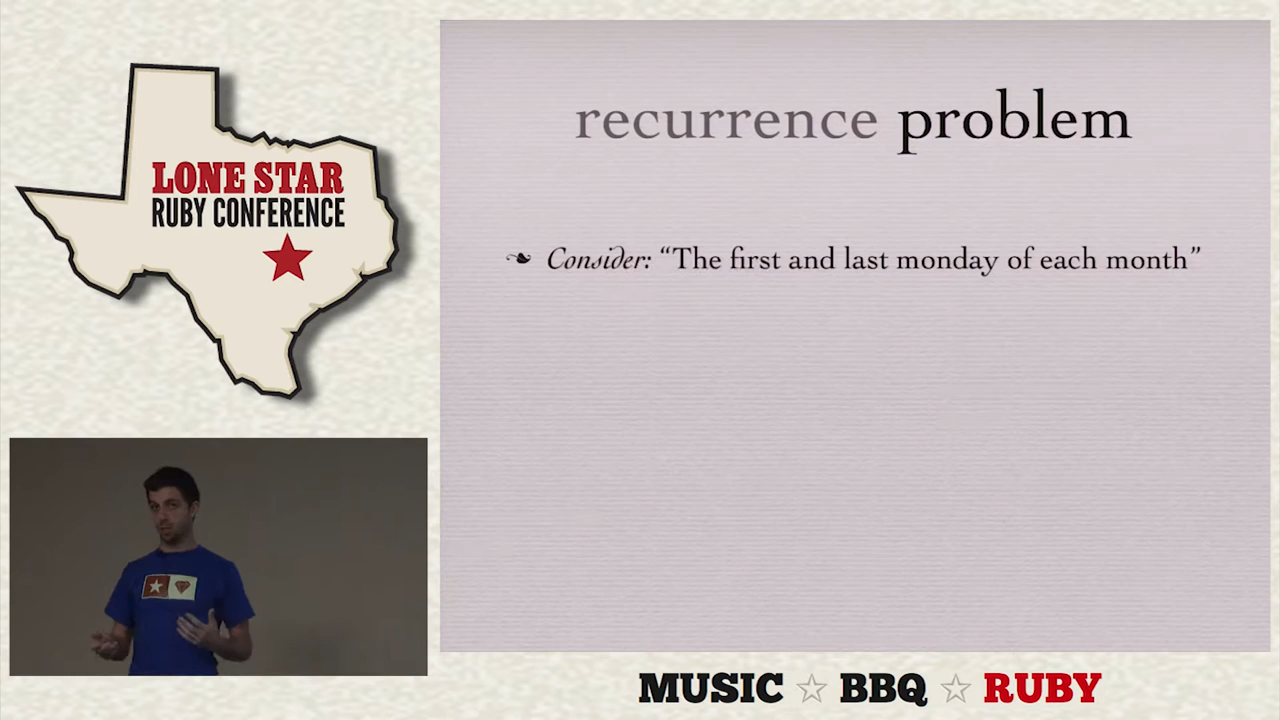 LONE STAR
RUBY CONFERENCE
recurrence problem
Consider: “The first and last monday of each month”
MUSIC ☆ BBQ ☆ RUBY